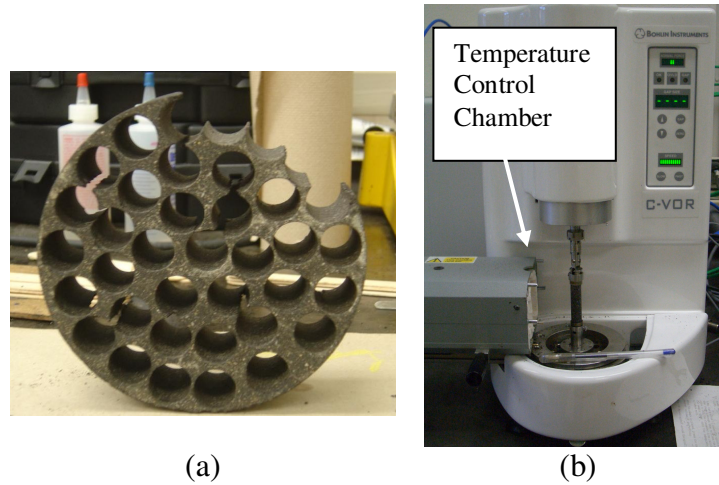 Temperature
Control
Chamber
BOHLIN INSTRUMENTS
C-VOR
(a)
(b)